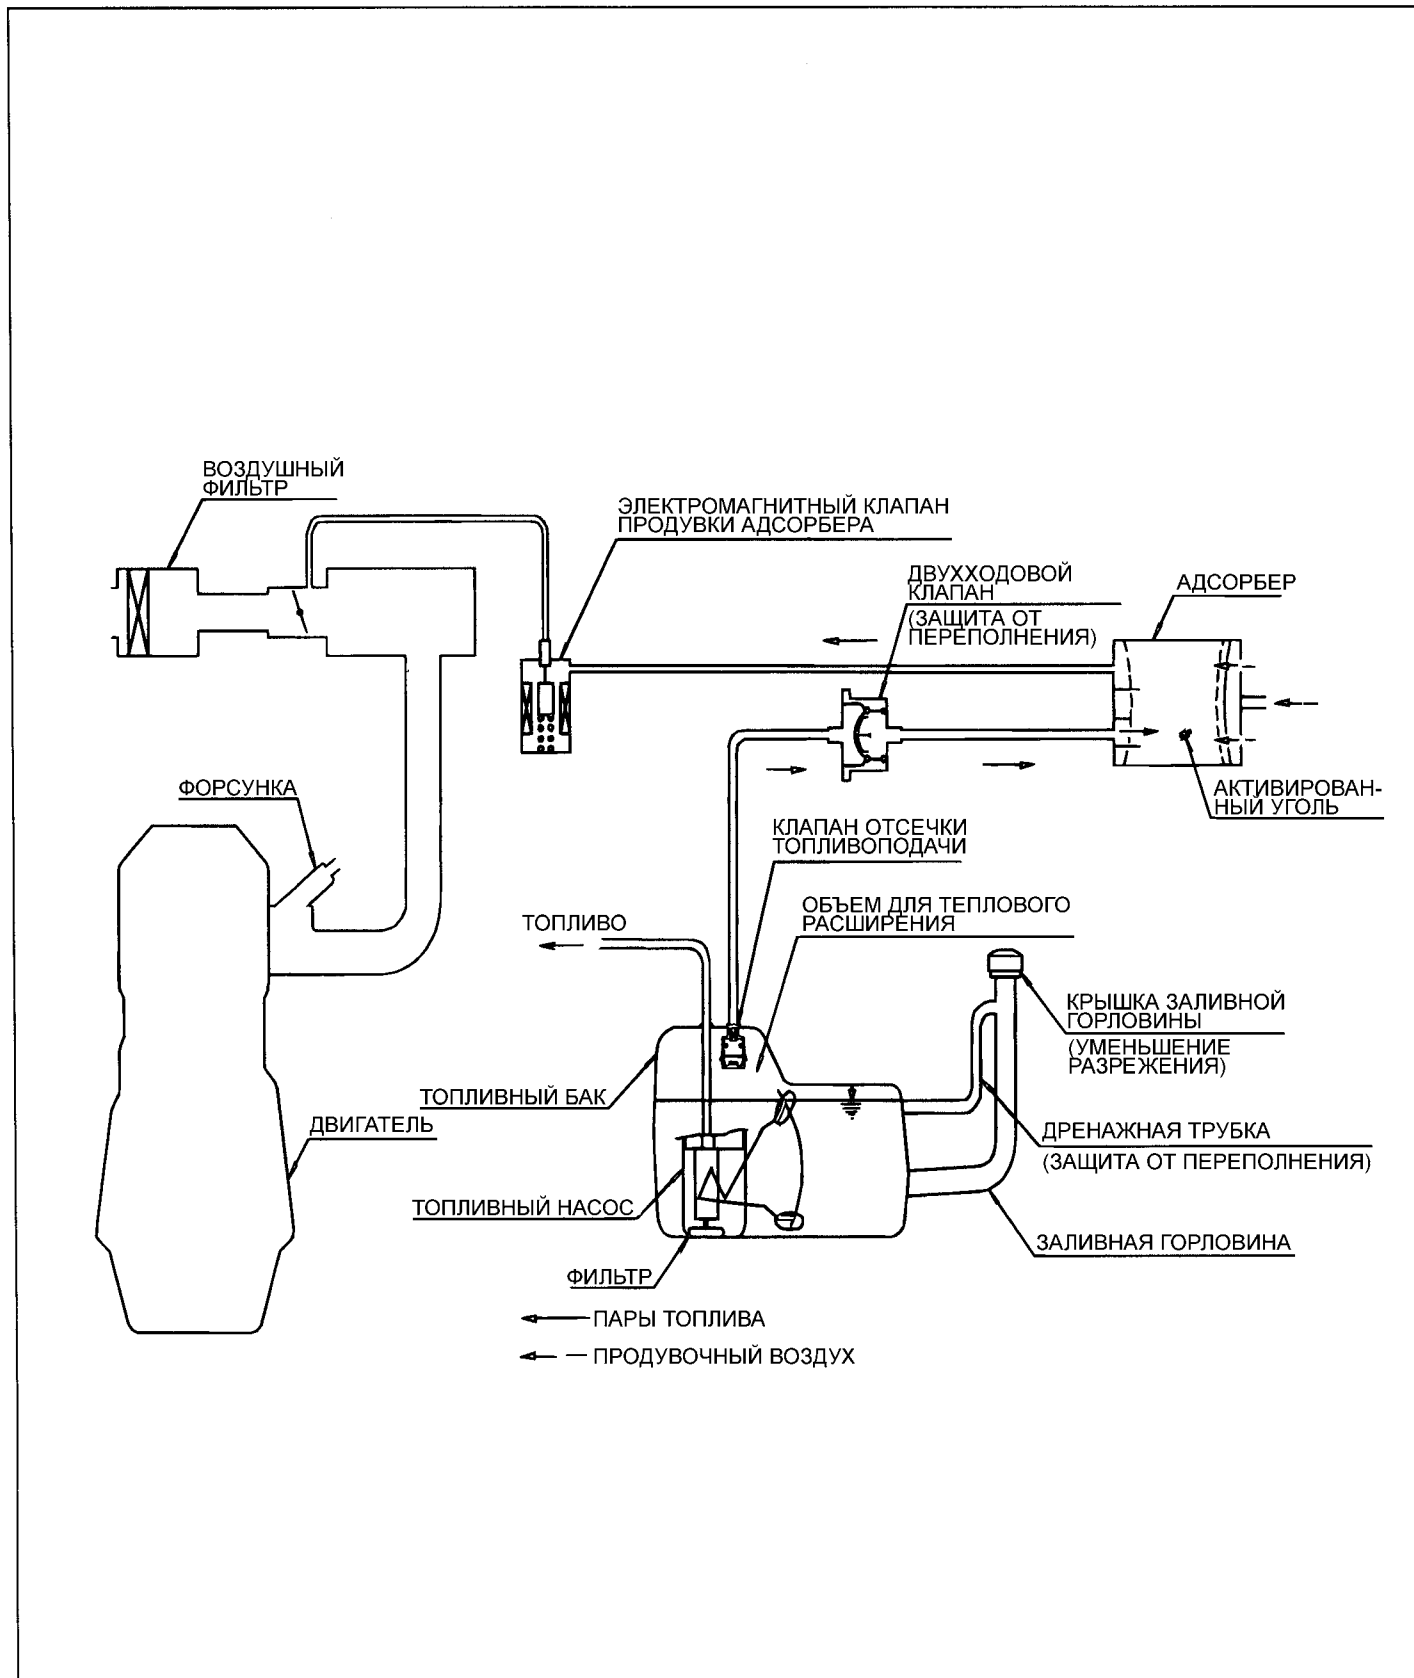 ВОЗДУШНЫЙ
ФИЛЬТР
ЭЛЕКТРОМАГНИТНЫЙ КЛАПАН
ПРОДУВКИ АДСОРБЕРА
ДВУХХОДОВОЙ
КЛАПАН
(ЗАЩИТА ОТ
ПЕРЕПОЛНЕНИЯ)
АДСОРБЕР
АКТИВИРОВАН-
НЫЙ УГОЛЬ
ФОРСУНКА
КЛАПАН ОТСЕЧКИ
ТОПЛИВОПОДАЧИ
ОБЪЕМ ДЛЯ ТЕПЛОВОГО
РАСШИРЕНИЯ
ТОПЛИВО
КРЫШКА ЗАЛИВНОЙ
ГОРЛОВИНЫ
(УМЕНЬШЕНИЕ
РАЗРЕЖЕНИЯ)
ТОПЛИВНЫЙ БАК
ДВИГАТЕЛЬ
ДРЕНАЖНАЯ ТРУБКА
(ЗАЩИТА ОТ ПЕРЕПОЛНЕНИЯ)
ТОПЛИВНЫЙ НАСОС
ЗАЛИВНАЯ ГОРЛОВИНА
ФИЛЬТР
ПАРЫ ТОПЛИВА
ПРОДУВОЧНЫЙ ВОЗДУХ